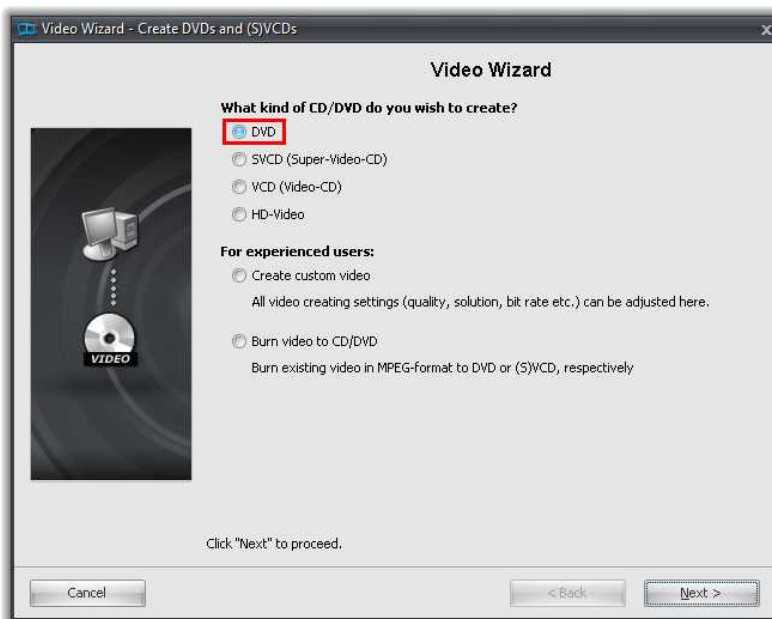 Video Wizard - Create DVDs and (S)VCDs
x
Video Wizard
What kind of CD/DVD do you wish to create?
DVD
SVCD (Super-Video-CD)
VCD (Video-CD)
HD-Video
For experienced users:
Create custom video
All video creating settings (quality, solution, bit rate etc.) can be adjusted here.
Burn video to CD/DVD
Burn existing video in MPEG-format to DVD or (S)VCD, respectively
VIDEO
Click "Next" to proceed.
Cancel
< Back
Next >